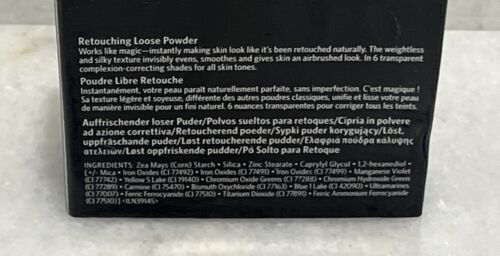 Retouching Loose Powder
Works like magic—instantly making skin look like it's been retouched naturally. The weightless
and silky texture invisibly evens, smoothes and gives skin an airbrushed look. In 6 transparent
complexion-correcting shades for all skin tones.
Poudre Libre Retouche
Instantanément, votre peau paraît naturellement parfaite, sans imperfection. C'est magique !
Sa texture légère et soyeuse, différente des autres poudres classiques, unifie et lisse votre peau
de manière invisible pour un fini naturel. 6 nuances transparentes pour corriger tous les teints.
Auffrischender loser Puder/Polvos sueltos para retoques/Cipria in polvere
ad azione correttiva/Retoucherend poeder/Sypki puder korygujący/Löst,
uppfräschande puder/Løst retoucherende pudder/Ελαφριά πούδρα κάλυψης
ατελειών/Løst oppfriskende pudder/Pó Solto para Retoque
INGREDIENTS: Zea Mays (Corn) Starch • Silica • Zinc Stearate • Caprylyl Glycol • 1,2-hexanediol •
[+/- Mica • Iron Oxides (CI 77492) • Iron Oxides (CI 77491) • Iron Oxides (CI 77499) • Manganese Violet
(CI 77742) • Yellow 5 Lake (CI 19140) • Chromium Oxide Greens (CI 77288) • Chromium Hydroxide Green
(CI 77289) • Carmine (CI 75470) • Bismuth Oxychloride (CI 77163) • Blue 1 Lake (CI 42090) • Ultramarines
(CI 77007) • Ferric Ferrocyanide (CI 77510) • Titanium Dioxide (CI 77891) • Ferric Ammonium Ferrocyanide
(CI 77510)] <ILN39145>